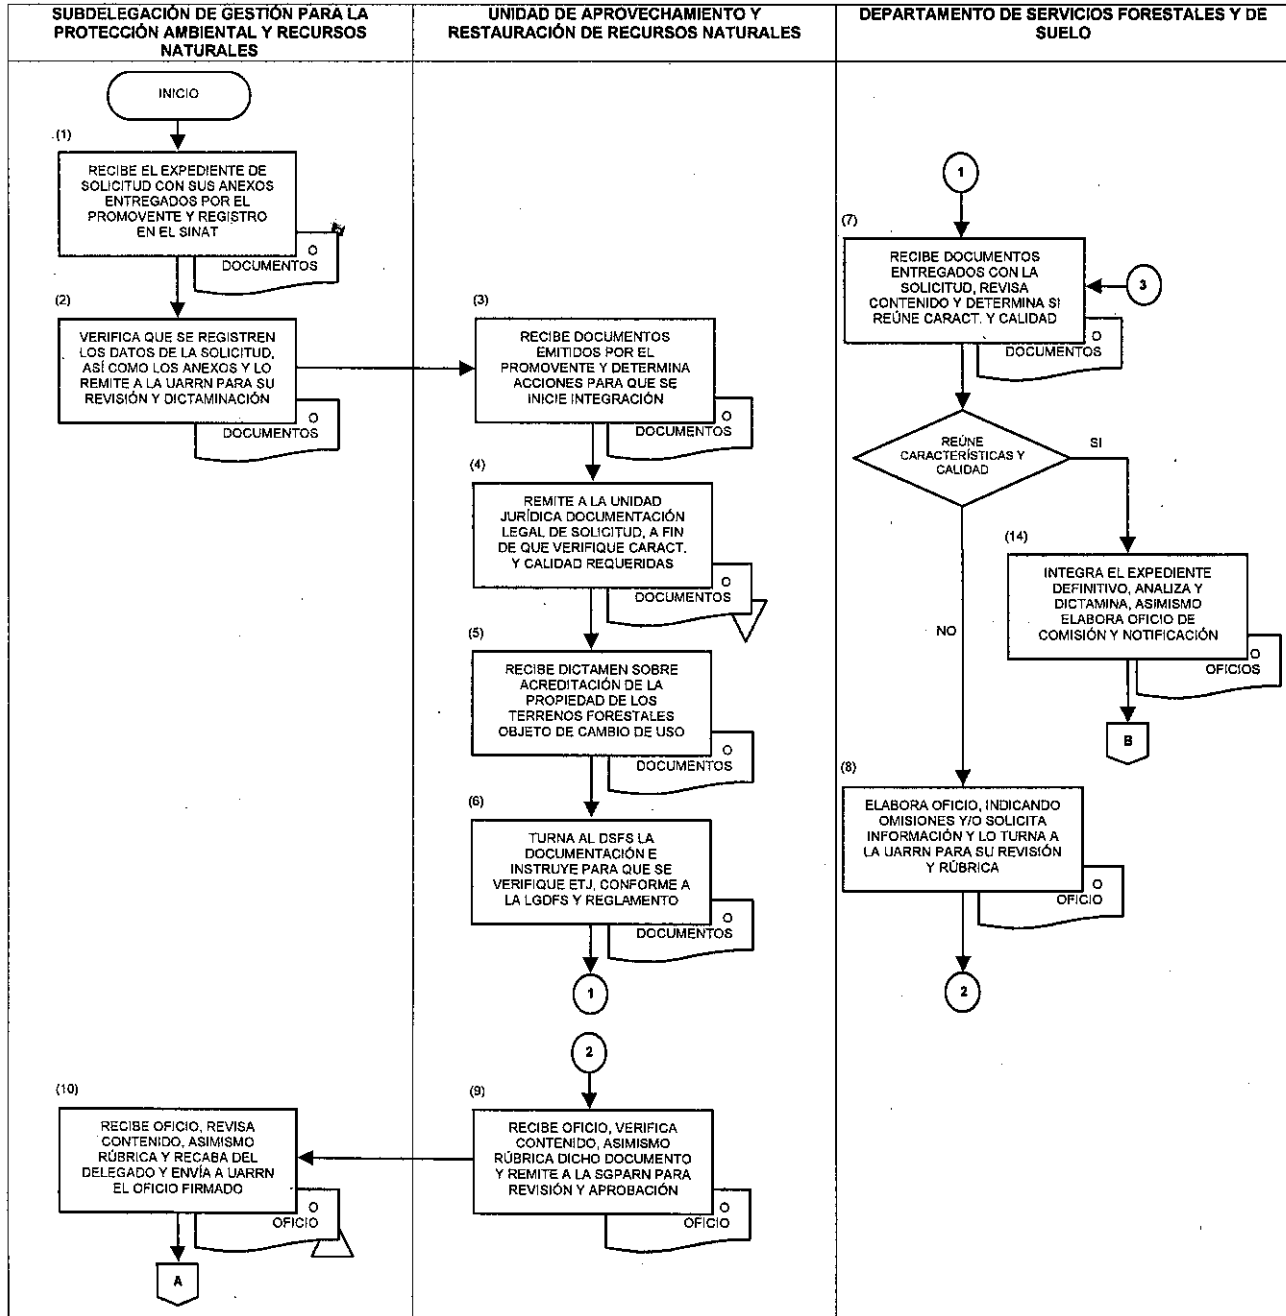 SUBDELEGACIÓN DE GESTIÓN PARA LA
PROTECCIÓN AMBIENTAL Y RECURSOS
NATURALES
UNIDAD DE APROVECHAMIENTO Y
RESTAURACIÓN DE RECURSOS NATURALES
DEPARTAMENTO DE SERVICIOS FORESTALES Y DE
SUELO
INICIO
(1)
RECIBE EL EXPEDIENTE DE
SOLICITUD CON SUS ANEXOS
ENTREGADOS POR EL
PROMOVENTE Y REGISTRO
EN EL SINAT
O
DOCUMENTOS
(2)
VERIFICA QUE SE REGISTREN
LOS DATOS DE LA SOLICITUD,
ASÍ COMO LOS ANEXOS Y LO
REMITE A LA UARRN PARA SU
REVISIÓN Y DICTAMINACIÓN
O
DOCUMENTOS
(3)
RECIBE DOCUMENTOS
EMITIDOS POR EL
PROMOVENTE Y DETERMINA
ACCIONES PARA QUE SE
INICIE INTEGRACIÓN
O
DOCUMENTOS
(4)
REMITE A LA UNIDAD
JURÍDICA DOCUMENTACIÓN
LEGAL DE SOLICITUD, A FIN
DE QUE VERIFIQUE CARACT.
Y CALIDAD REQUERIDAS
O
DOCUMENTOS
(5)
RECIBE DICTAMEN SOBRE
ACREDITACIÓN DE LA
PROPIEDAD DE LOS
TERRENOS FORESTALES
OBJETO DE CAMBIO DE USO
O
DOCUMENTOS
(6)
TURNA AL DSFS LA
DOCUMENTACIÓN E
INSTRUYE PARA QUE SE
VERIFIQUE ETJ, CONFORME A
LA LGDFS Y REGLAMENTO
O
DOCUMENTOS
1
1
(7)
RECIBE DOCUMENTOS
ENTREGADOS CON LA
SOLICITUD, REVISA
CONTENIDO Y DETERMINA SI
REÚNE CARACT. Y CALIDAD
3
O
DOCUMENTOS
REÚNE
CARACTERÍSTICAS Y
CALIDAD
SI
NO
(14)
INTEGRA EL EXPEDIENTE
DEFINITIVO, ANALIZA Y
DICTAMINA, ASIMISMO
ELABORA OFICIO DE
COMISIÓN Y NOTIFICACIÓN
O
OFICIOS
B
(8)
ELABORA OFICIO, INDICANDO
OMISIONES Y/O SOLICITA
INFORMACIÓN Y LO TURNA A
LA UARRN PARA SU REVISIÓN
Y RÚBRICA
O
OFICIO
2
2
(9)
RECIBE OFICIO, VERIFICA
CONTENIDO, ASIMISMO
RÚBRICA DICHO DOCUMENTO
Y REMITE A LA SGPARN PARA
REVISIÓN Y APROBACIÓN
O
OFICIO
(10)
RECIBE OFICIO, REVISA
CONTENIDO, ASIMISMO
RÚBRICA Y RECABA DEL
DELEGADO Y ENVÍA A UARRN
EL OFICIO FIRMADO
O
OFICIO
A